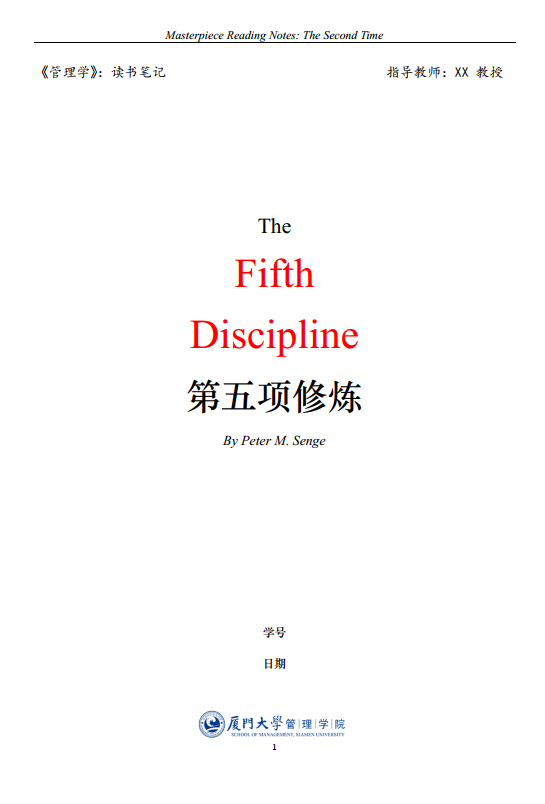 Masterpiece Reading Notes: The Second Time
《管理学》：读书笔记 指导教师：XX 教授
The
Fifth
Discipline
第五项修炼
By Peter M. Senge
学号
日期
厦门大学管理学院
SCHOOL OF MANAGEMENT, XIAMEN UNIVERSITY
1